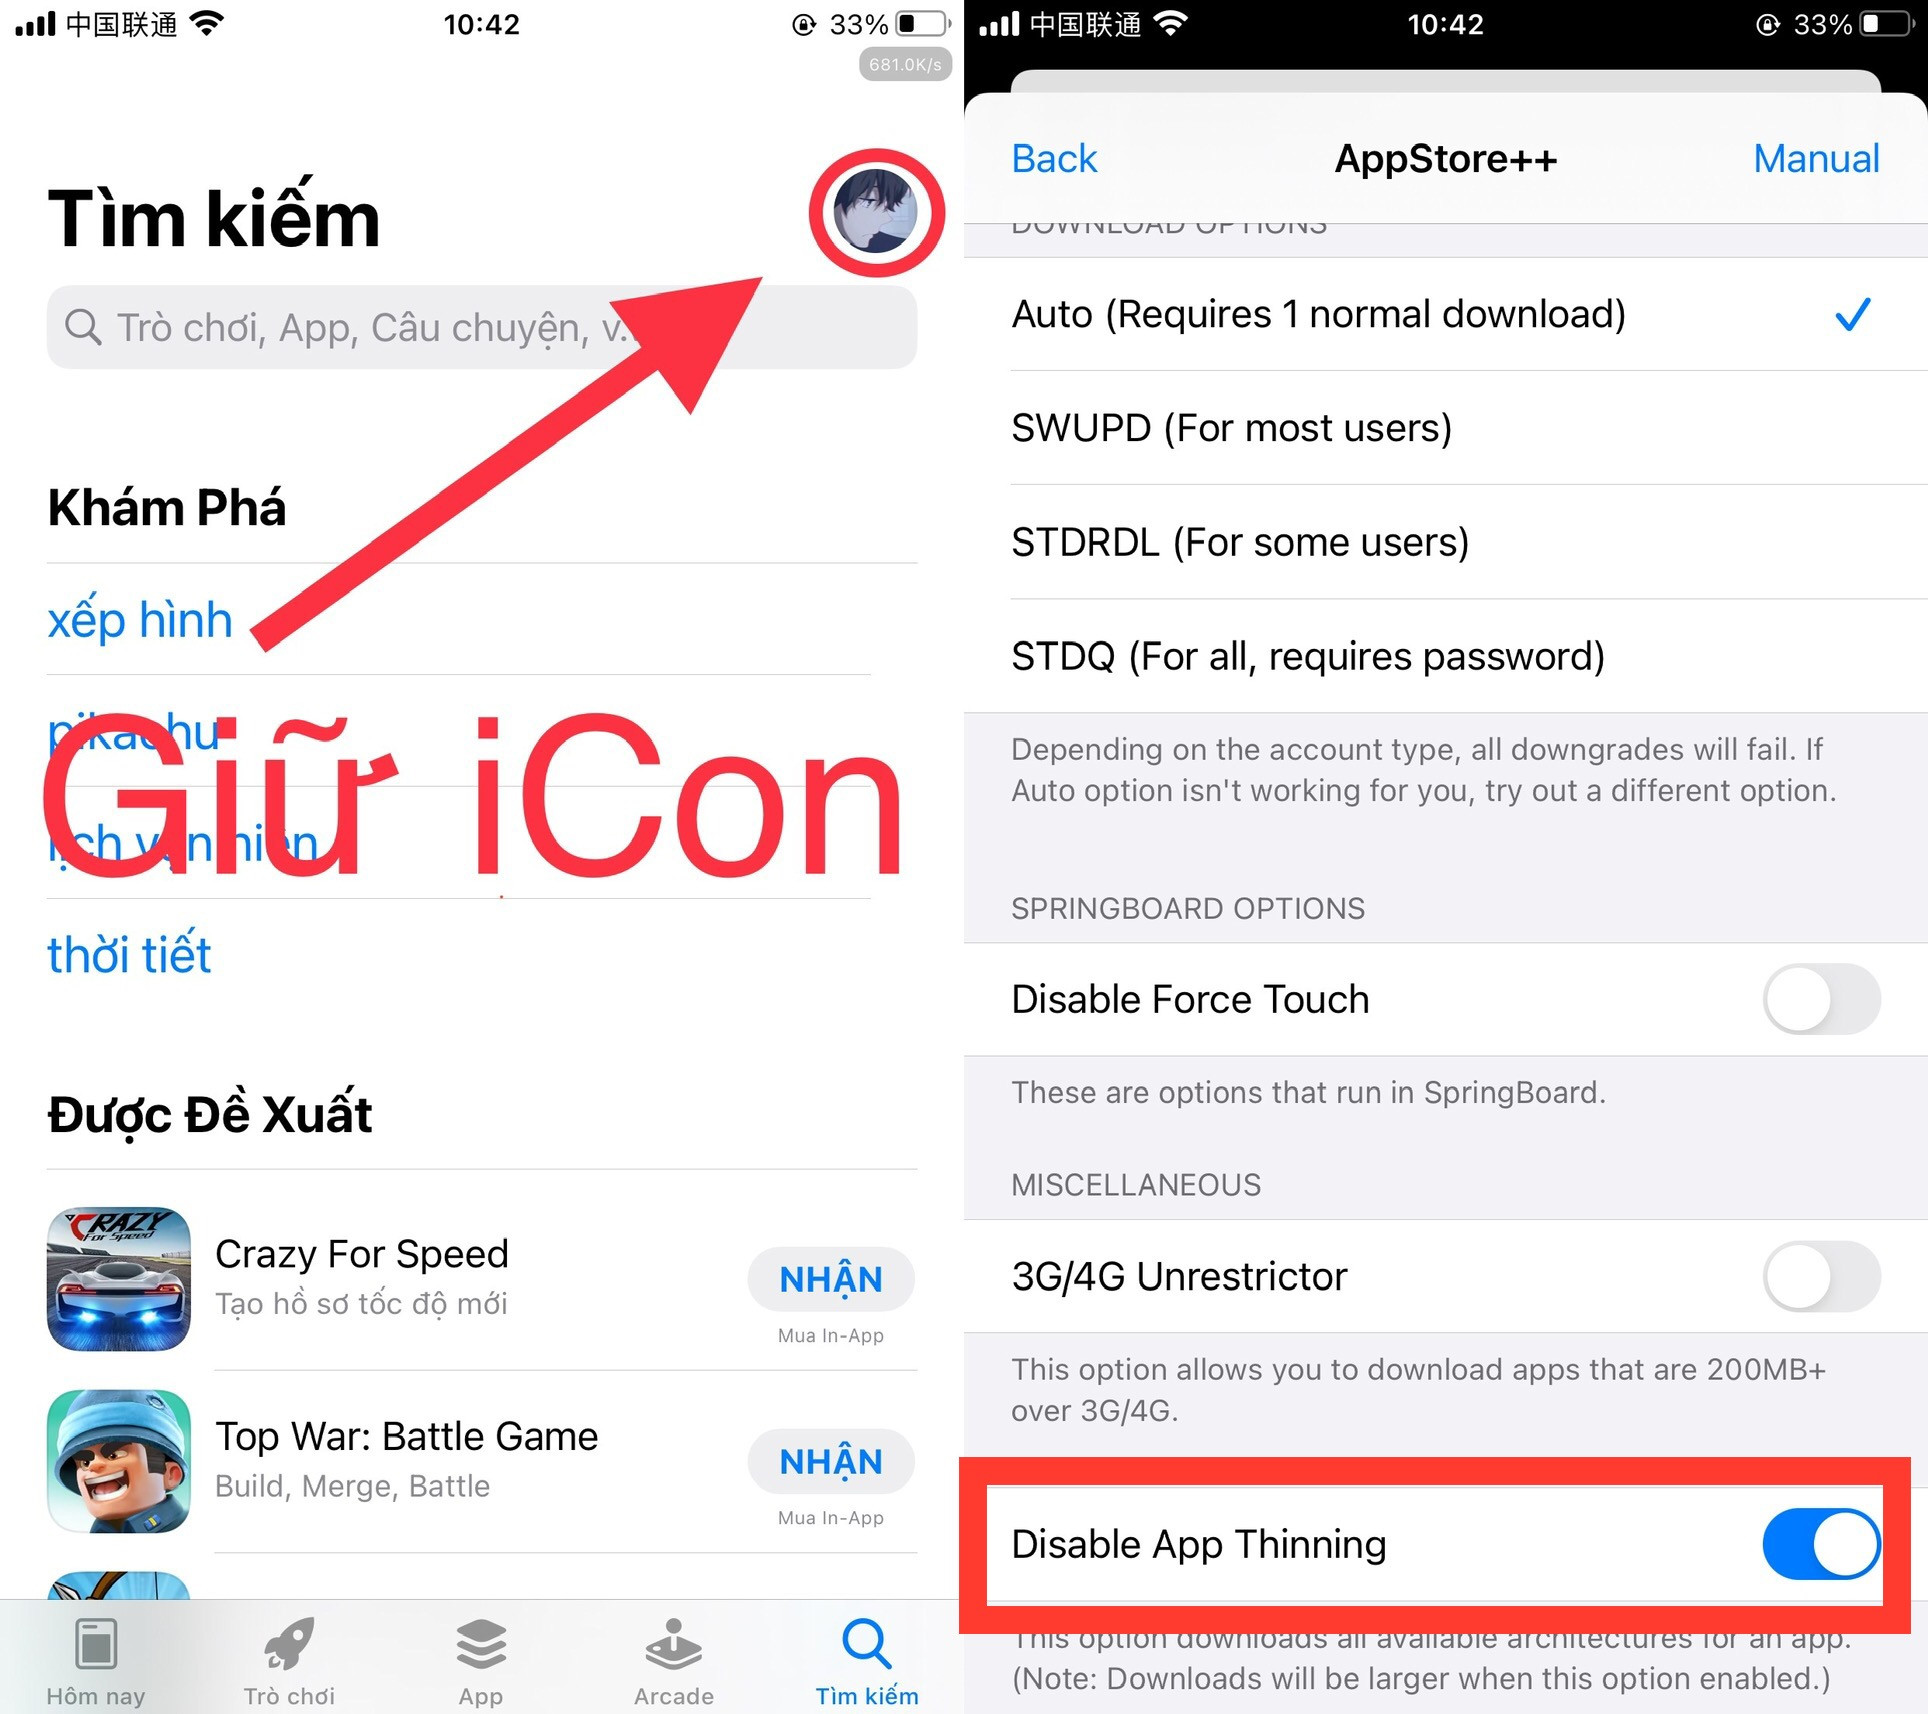 中国联通
10:42
33%
681.0K/s
Tìm kiếm
Trò chơi, App, Câu chuyện, v.
Khám Phá
xếp hình
pikachu
Giữ iCon
lịch vạn niên
thời tiết
Được Đề Xuất
CRAZY
For Speed
Crazy For Speed
Tạo hồ sơ tốc độ mới
NHẬN
Mua In-App
Top War: Battle Game
Build, Merge, Battle
NHẬN
Mua In-App
Hôm nay
Trò chơi
App
Arcade
Tìm kiếm
中国联通
10:42
33%
Back
AppStore++
Manual
DOWNLOAD OPTIONS
Auto (Requires 1 normal download)
SWUPD (For most users)
STDRDL (For some users)
STDQ (For all, requires password)
Depending on the account type, all downgrades will fail. If
Auto option isn't working for you, try out a different option.
SPRINGBOARD OPTIONS
Disable Force Touch
These are options that run in SpringBoard.
MISCELLANEOUS
3G/4G Unrestrictor
This option allows you to download apps that are 200MB+
over 3G/4G.
Disable App Thinning
This option downloads all available architectures for an app.
(Note: Downloads will be larger when this option enabled.)